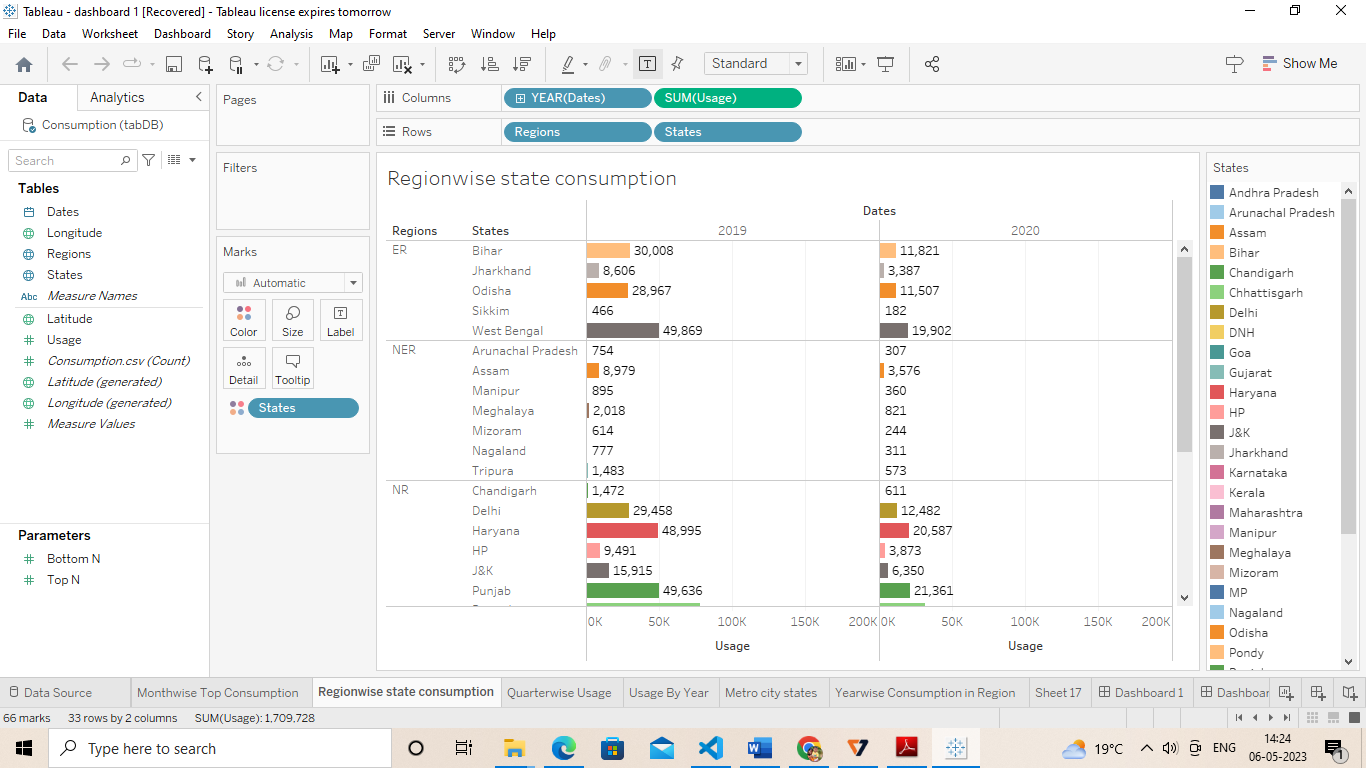 Tableau - dashboard 1 [Recovered] - Tableau license expires tomorrow
File Data Worksheet Dashboard Story Analysis Map Format Server Window Help
Standard
Show Me
Data Analytics
Consumption (tabDB)
Search
Tables
Dates
Longitude
Regions
States
Abc Measure Names
Latitude
Usage
Consumption.csv (Count)
Latitude (generated)
Longitude (generated)
Measure Values
Parameters
Bottom N
Top N
Pages
Filters
Marks
Automatic
Color Size Label
Detail Tooltip
States
Columns YEAR(Dates) SUM(Usage)
Rows Regions States
Regionwise state consumption
Dates
Regions States 2019 2020
ER Bihar 30,008 11,821
Jharkhand 8,606 3,387
Odisha 28,967 11,507
Sikkim 466 182
West Bengal 49,869 19,902
NER Arunachal Pradesh 754 307
Assam 8,979 3,576
Manipur 895 360
Meghalaya 2,018 821
Mizoram 614 244
Nagaland 777 311
Tripura 1,483 573
NR Chandigarh 1,472 611
Delhi 29,458 12,482
Haryana 48,995 20,587
HP 9,491 3,873
J&K 15,915 6,350
Punjab 49,636 21,361
0K 50K 100K 150K 200K 0K 50K 100K 150K 200K
Usage Usage
States
Andhra Pradesh
Arunachal Pradesh
Assam
Bihar
Chandigarh
Chhattisgarh
Delhi
DNH
Goa
Gujarat
Haryana
HP
J&K
Jharkhand
Karnataka
Kerala
Maharashtra
Manipur
Meghalaya
Mizoram
MP
Nagaland
Odisha
Pondy
Data Source Monthwise Top Consumption Regionwise state consumption Quarterwise Usage Usage By Year Metro city states Yearwise Consumption in Region Sheet 17 Dashboard 1 Dashboar
66 marks 33 rows by 2 columns SUM(Usage): 1,709,728
Type here to search
19°C ENG 14:24
06-05-2023 1